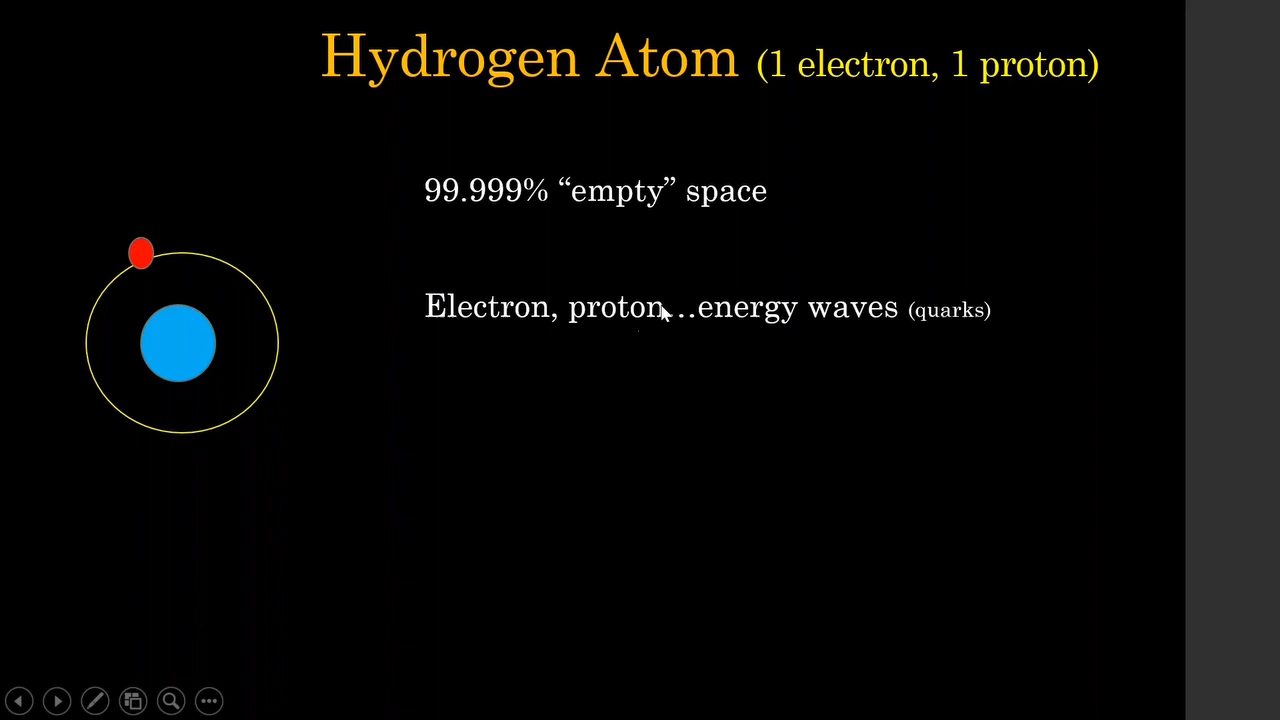 Hydrogen Atom (1 electron, 1 proton)
99.999% “empty” space
Electron, proton…energy waves (quarks)